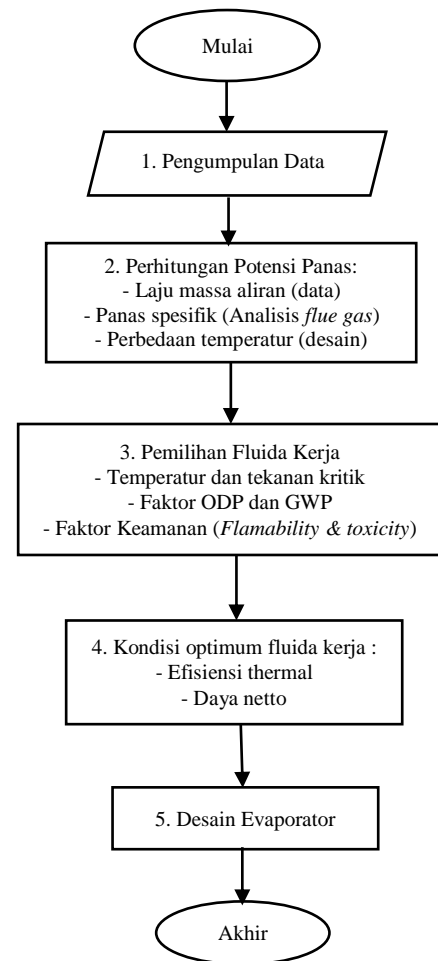 Mulai
1. Pengumpulan Data
2. Perhitungan Potensi Panas:
- Laju massa aliran (data)
- Panas spesifik (Analisis flue gas)
- Perbedaan temperatur (desain)
3. Pemilihan Fluida Kerja
- Temperatur dan tekanan kritik
- Faktor ODP dan GWP
- Faktor Keamanan (Flamability & toxicity)
4. Kondisi optimum fluida kerja :
- Efisiensi thermal
- Daya netto
5. Desain Evaporator
Akhir